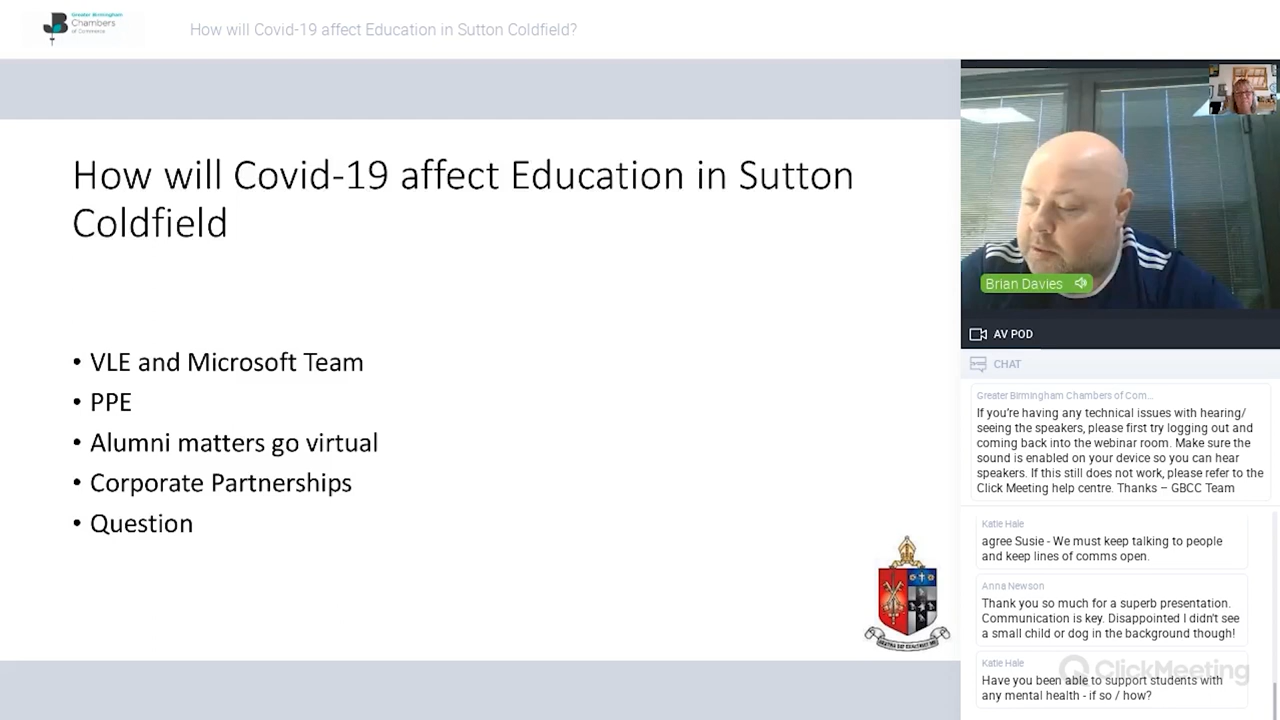 Greater Birmingham
Chambers
of Commerce
How will Covid-19 affect Education in Sutton Coldfield?
How will Covid-19 affect Education in Sutton
Coldfield
• VLE and Microsoft Team
• PPE
• Alumni matters go virtual
• Corporate Partnerships
• Question
Brian Davies
AV POD
CHAT
Greater Birmingham Chambers of Com...
If you're having any technical issues with hearing/
seeing the speakers, please first try logging out and
coming back into the webinar room. Make sure the
sound is enabled on your device so you can hear
speakers. If this still does not work, please refer to the
Click Meeting help centre. Thanks – GBCC Team
Katie Hale
agree Susie - We must keep talking to people
and keep lines of comms open.
Anna Newson
Thank you so much for a superb presentation.
Communication is key. Disappointed I didn't see
a small child or dog in the background though!
Katie Hale
ClickMeeting
Have you been able to support students with
any mental health - if so / how?